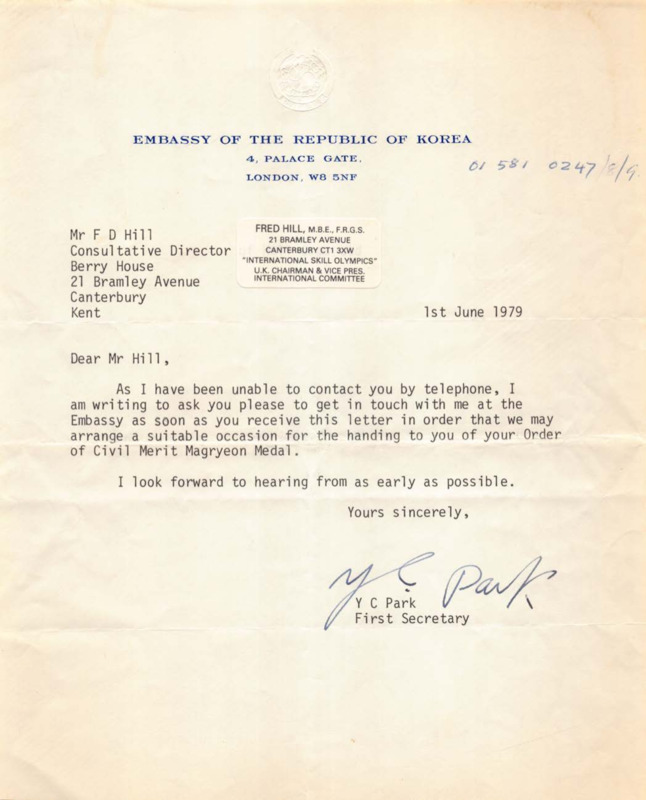 EMBASSY OF THE REPUBLIC OF KOREA
4, PALACE GATE,
LONDON, W8 5NF
01 581 0247/8/9.
Mr F D Hill
Consultative Director
Berry House
21 Bramley Avenue
Canterbury
Kent
FRED HILL, M.B.E., F.R.G.S.
21 BRAMLEY AVENUE
CANTERBURY CT1 3XW
"INTERNATIONAL SKILL OLYMPICS"
U.K. CHAIRMAN & VICE PRES.
INTERNATIONAL COMMITTEE
1st June 1979
Dear Mr Hill,
As I have been unable to contact you by telephone, I
am writing to ask you please to get in touch with me at the
Embassy as soon as you receive this letter in order that we may
arrange a suitable occasion for the handing to you of your Order
of Civil Merit Magryeon Medal.
I look forward to hearing from as early as possible.
Yours sincerely,
Y C Park
Y C Park
First Secretary